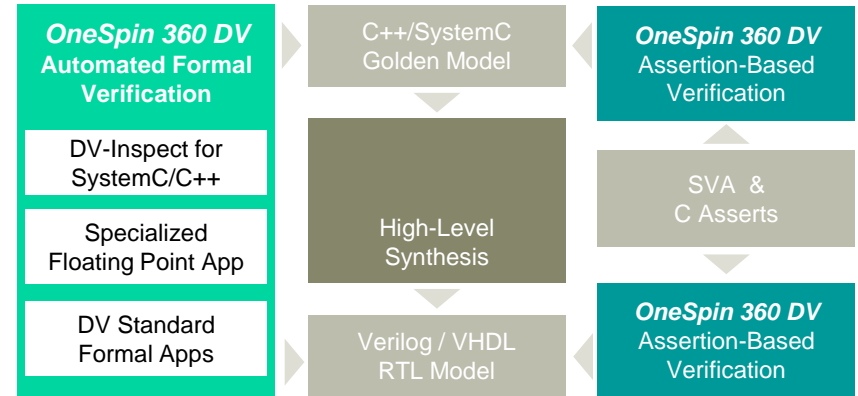 OneSpin 360 DV
Automated Formal
Verification
DV-Inspect for
SystemC/C++
Specialized
Floating Point App
DV Standard
Formal Apps
C++/SystemC
Golden Model
High-Level
Synthesis
Verilog / VHDL
RTL Model
OneSpin 360 DV
Assertion-Based
Verification
SVA &
C Asserts
OneSpin 360 DV
Assertion-Based
Verification